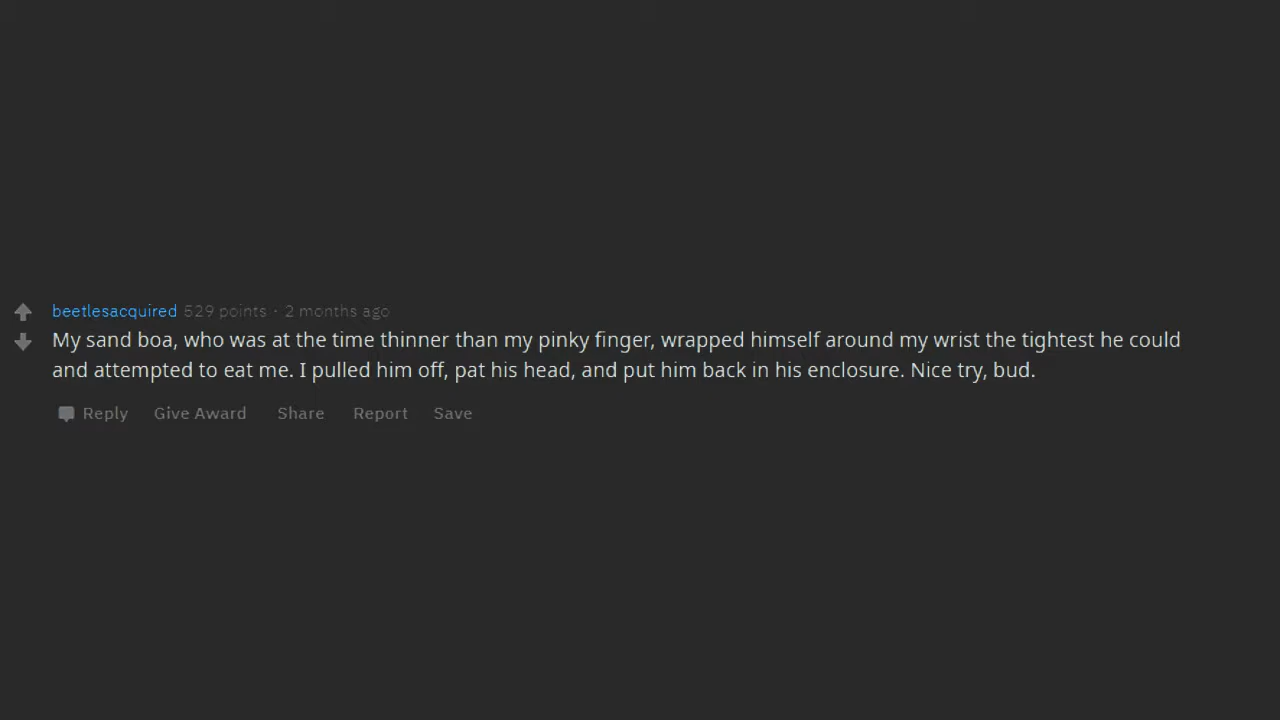 beetlesacquired 529 points · 2 months ago
My sand boa, who was at the time thinner than my pinky finger, wrapped himself around my wrist the tightest he could
and attempted to eat me. I pulled him off, pat his head, and put him back in his enclosure. Nice try, bud.
Reply Give Award Share Report Save